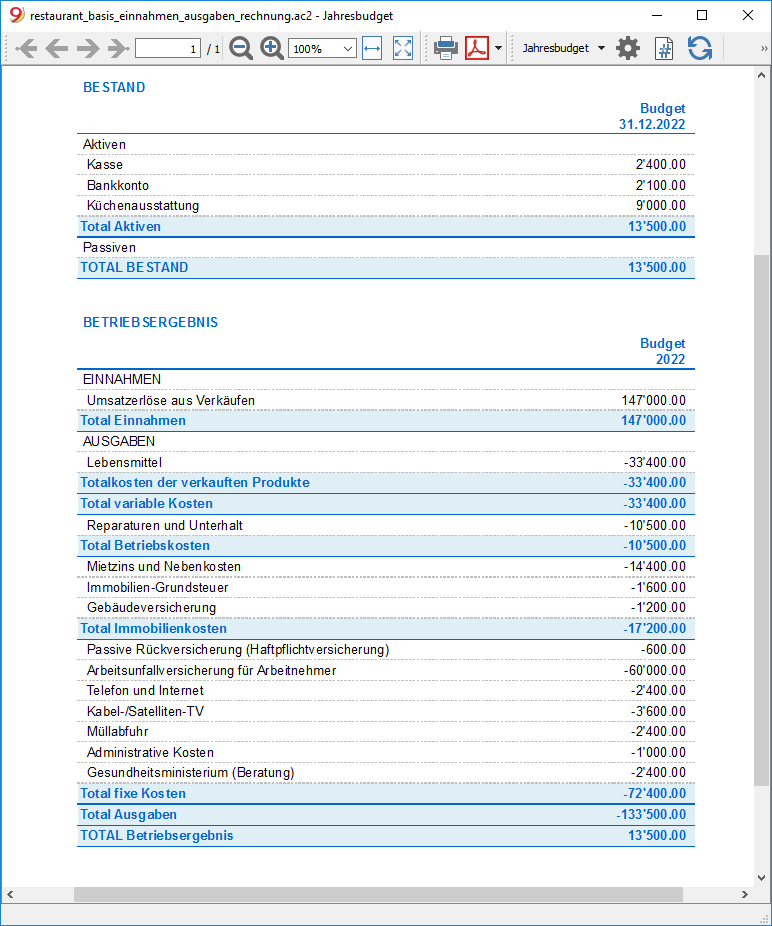 restaurant_basis_einnahmen_ausgaben_rechnung.ac2 - Jahresbudget
1 / 1 100% Jahresbudget #
BESTAND
Budget
31.12.2022
Aktiven
Kasse 2'400.00
Bankkonto 2'100.00
Küchenausstattung 9'000.00
Total Aktiven 13'500.00
Passiven
TOTAL BESTAND 13'500.00
BETRIEBSERGEBNIS
Budget
2022
EINNAHMEN
Umsatzerlöse aus Verkäufen 147'000.00
Total Einnahmen 147'000.00
AUSGABEN
Lebensmittel -33'400.00
Totalkosten der verkauften Produkte -33'400.00
Total variable Kosten -33'400.00
Reparaturen und Unterhalt -10'500.00
Total Betriebskosten -10'500.00
Mietzins und Nebenkosten -14'400.00
Immobilien-Grundsteuer -1'600.00
Gebäudeversicherung -1'200.00
Total Immobilienkosten -17'200.00
Passive Rückversicherung (Haftpflichtversicherung) -600.00
Arbeitsunfallversicherung für Arbeitnehmer -60'000.00
Telefon und Internet -2'400.00
Kabel-/Satelliten-TV -3'600.00
Müllabfuhr -2'400.00
Administrative Kosten -1'000.00
Gesundheitsministerium (Beratung) -2'400.00
Total fixe Kosten -72'400.00
Total Ausgaben -133'500.00
TOTAL Betriebsergebnis 13'500.00